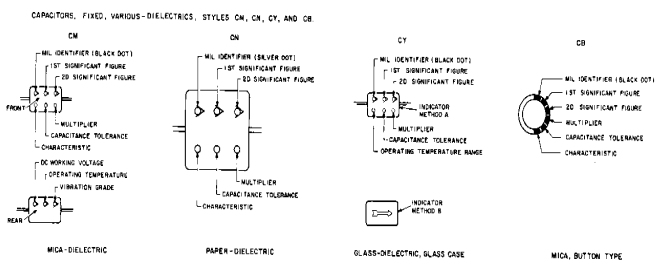 CAPACITORS, FIXED, VARIOUS-DIELECTRICS, STYLES CM, CN, CY, AND CB.
CM
MIL IDENTIFIER (BLACK DOT)
1ST SIGNIFICANT FIGURE
2D SIGNIFICANT FIGURE
FRONT
MULTIPLIER
CAPACITANCE TOLERANCE
CHARACTERISTIC
DC WORKING VOLTAGE
OPERATING TEMPERATURE
VIBRATION GRADE
REAR
MICA-DIELECTRIC
CN
MIL IDENTIFIER (SILVER DOT)
1ST SIGNIFICANT FIGURE
2D SIGNIFICANT FIGURE
MULTIPLIER
CAPACITANCE TOLERANCE
CHARACTERISTIC
PAPER-DIELECTRIC
CY
MIL IDENTIFIER (BLACK DOT)
1ST SIGNIFICANT FIGURE
2D SIGNIFICANT FIGURE
INDICATOR
METHOD A
MULTIPLIER
CAPACITANCE TOLERANCE
OPERATING TEMPERATURE RANGE
INDICATOR
METHOD B
GLASS-DIELECTRIC, GLASS CASE
CB
MIL IDENTIFIER (BLACK DOT)
1ST SIGNIFICANT FIGURE
2D SIGNIFICANT FIGURE
MULTIPLIER
CAPACITANCE TOLERANCE
CHARACTERISTIC
MICA, BUTTON TYPE